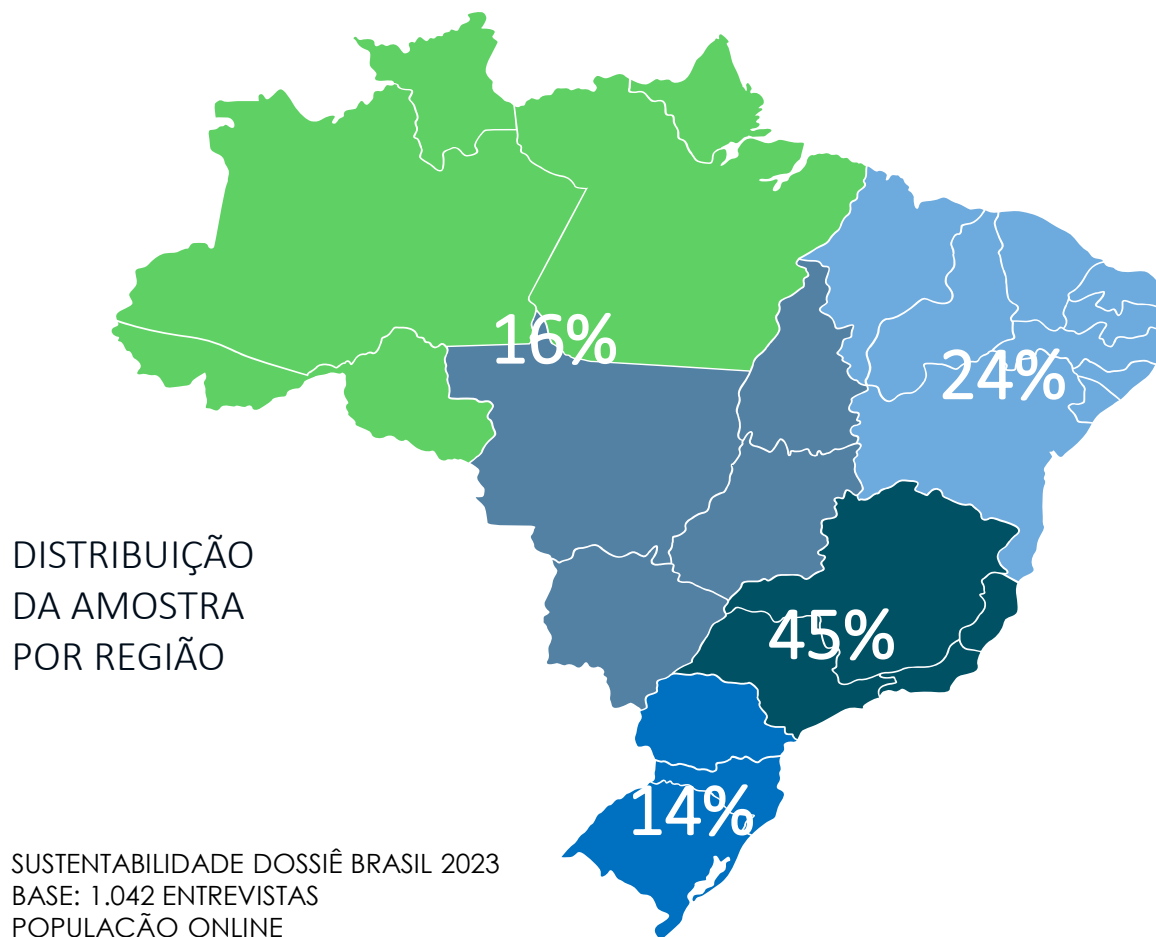 16%
24%
DISTRIBUIÇÃO
DA AMOSTRA
POR REGIÃO
45%
14%
SUSTENTABILIDADE DOSSIÊ BRASIL 2023
BASE: 1.042 ENTREVISTAS
POPULAÇÃO ONLINE